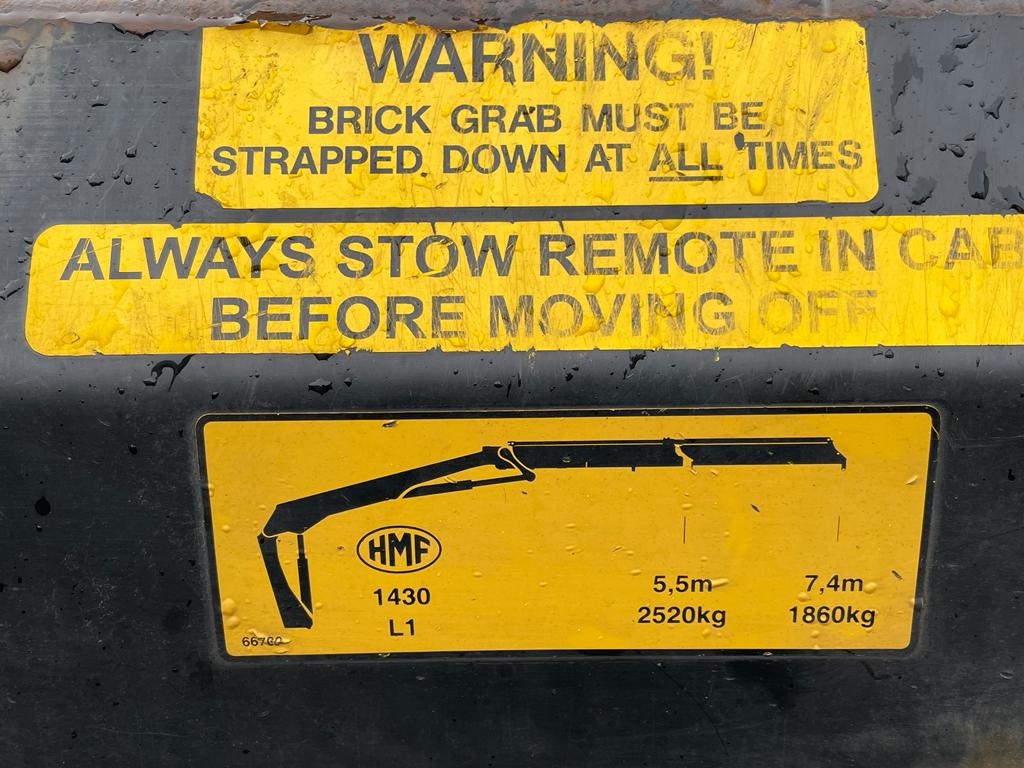 WARNING!
BRICK GRAB MUST BE
STRAPPED DOWN AT ALL TIMES
ALWAYS STOW REMOTE IN CAB
BEFORE MOVING OFF
HMF
1430
L1
5,5m 7,4m
2520kg 1860kg